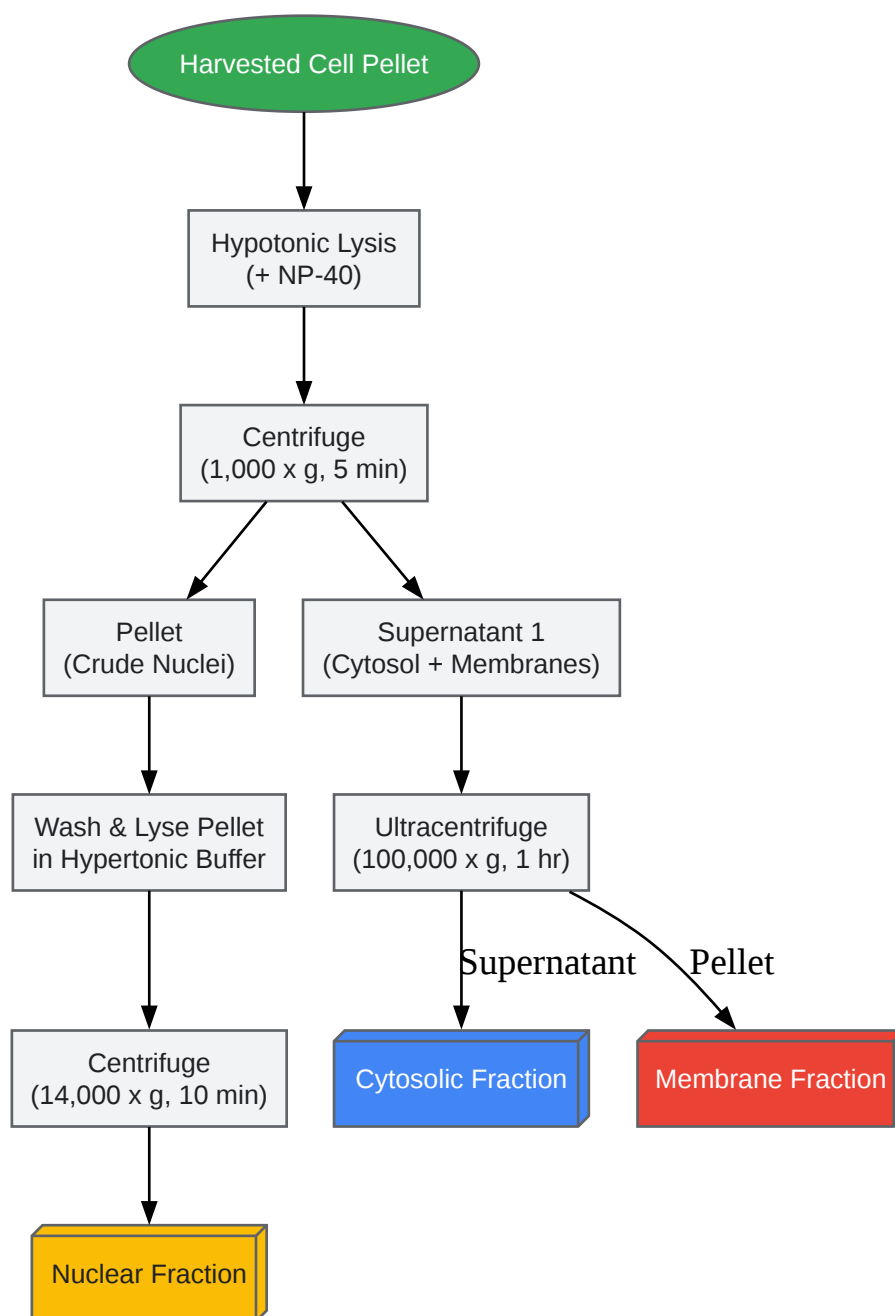 Harvested Cell Pellet
Hypotonic Lysis
(+ NP-40)
Centrifuge
(1,000 x g, 5 min)
Pellet
(Crude Nuclei)
Supernatant 1
(Cytosol + Membranes)
Wash & Lyse Pellet
in Hypertonic Buffer
Ultracentrifuge
(100,000 x g, 1 hr)
Supernatant
Pellet
Centrifuge
(14,000 x g, 10 min)
Cytosolic Fraction
Membrane Fraction
Nuclear Fraction